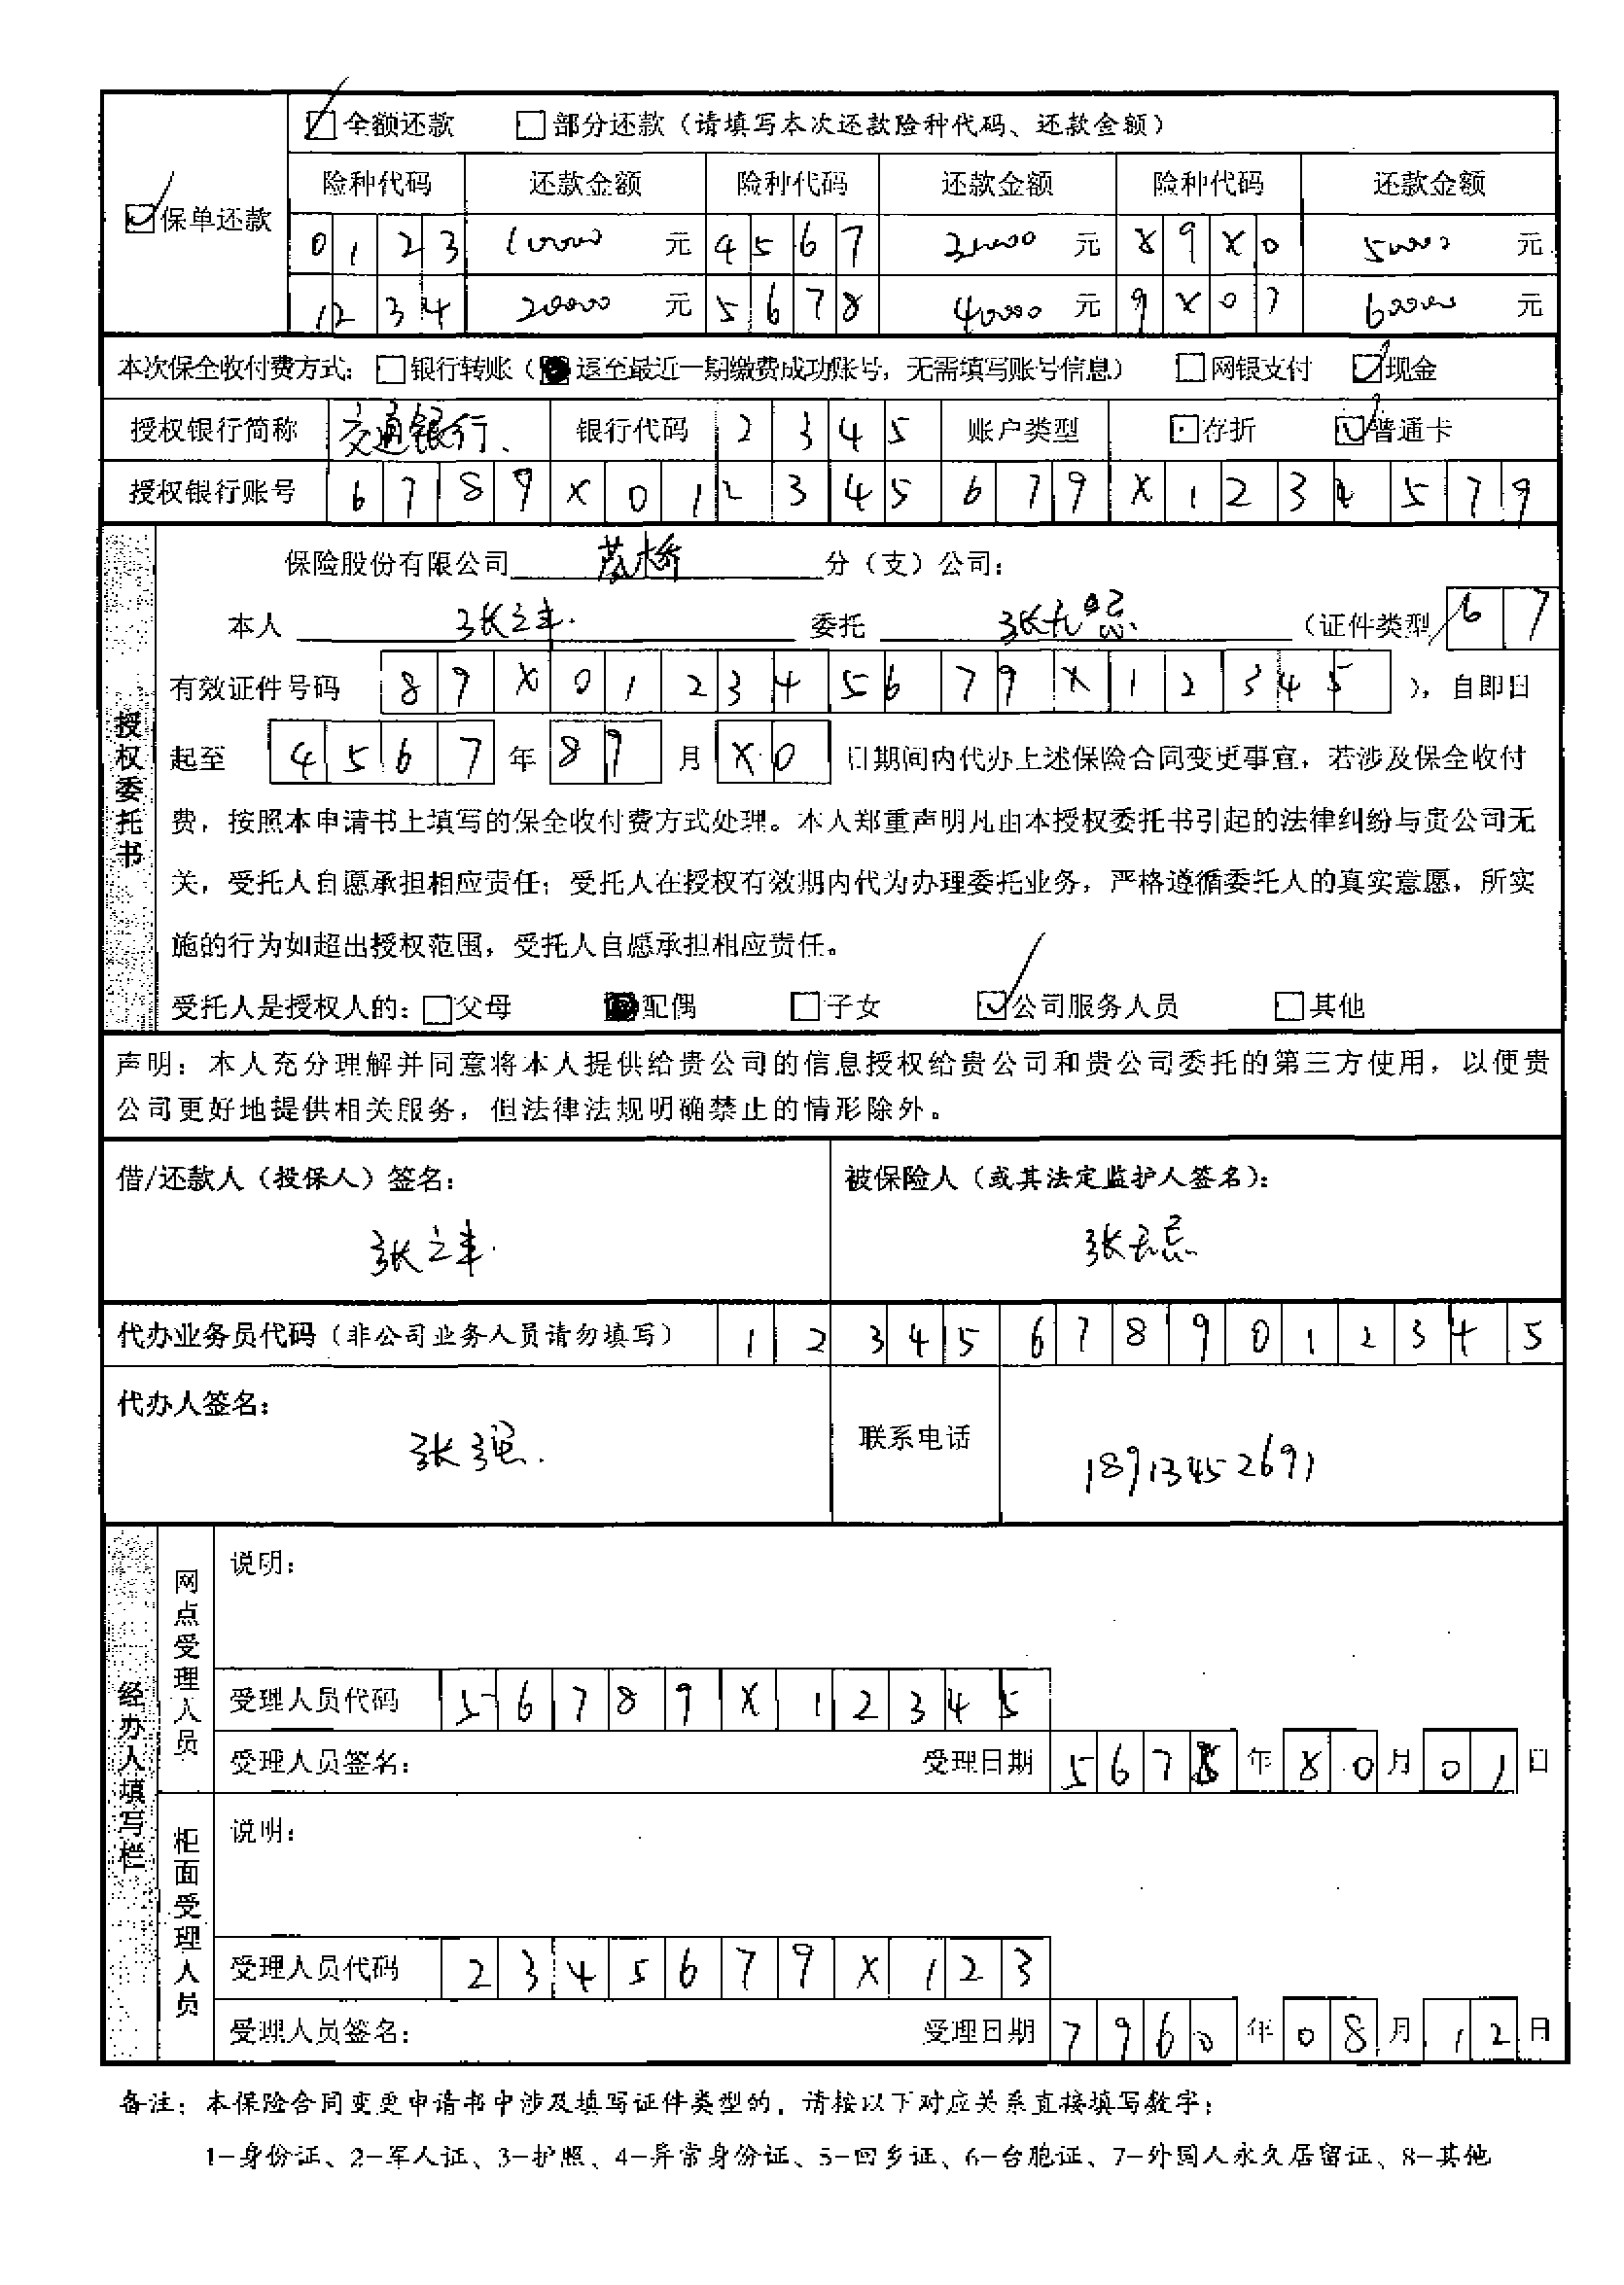 全额还款 部分还款（请填写本次还款险种代码、还款金额）
险种代码 还款金额 险种代码 还款金额 险种代码 还款金额
保单还款
0 1 2 3 10000 元 4 5 6 7 元 8 9 X 0 50000 元
1 2 3 4 20000 元 5 6 7 8 40000 元 9 X 0 7 元
本次保全收付费方式： 银行转账（ 返至最近一期缴费成功账号，无需填写账号信息） 网银支付 现金
授权银行简称 交通银行、 银行代码 2 3 4 5 账户类型 存折 普通卡
授权银行账号 6 7 8 9 X 0 1 2 3 4 5 6 7 9 X 1 2 3 4 5 7 9
保险股份有限公司 分（支）公司：
本人 张三丰. 委托 张无忌. （证件类型 6 7
有效证件号码 8 9 X 0 1 2 3 4 5 6 7 9 X 1 2 3 4 5 ），自即日
起至 4 5 6 7 年 8 9 月 X 0 日期间内代办上述保险合同变更事宜，若涉及保全收付
费，按照本申请书上填写的保全收付费方式处理。本人郑重声明凡由本授权委托书引起的法律纠纷与贵公司无
关，受托人自愿承担相应责任；受托人在授权有效期内代为办理委托业务，严格遵循委托人的真实意愿，所实
施的行为如超出授权范围，受托人自愿承担相应责任。
受托人是授权人的： 父母 配偶 子女 公司服务人员 其他
授权委托书
声明：本人充分理解并同意将本人提供给贵公司的信息授权给贵公司和贵公司委托的第三方使用，以便贵
公司更好地提供相关服务，但法律法规明确禁止的情形除外。
借/还款人（投保人）签名： 被保险人（或其法定监护人签名）：
张三丰. 张无忌
代办业务员代码（非公司业务人员请勿填写） 1 2 3 4 5 6 7 8 9 0 1 2 3 4 5
代办人签名： 张强. 联系电话 18913452691
经办人填写栏
网点受理人员
说明：
受理人员代码 5 6 7 8 9 X 1 2 3 4 5
受理人员签名： 受理日期 5 6 7 8 年 8 0 月 0 1 日
柜面受理人员
说明：
受理人员代码 2 3 4 5 6 7 9 X 1 2 3
受理人员签名： 受理日期 7 9 6 0 年 0 8 月 1 2 日
备注：本保险合同变更申请书中涉及填写证件类型的，请按以下对应关系直接填写数字：
1-身份证、2-军人证、3-护照、4-异常身份证、5-回乡证、6-台胞证、7-外国人永久居留证、8-其他